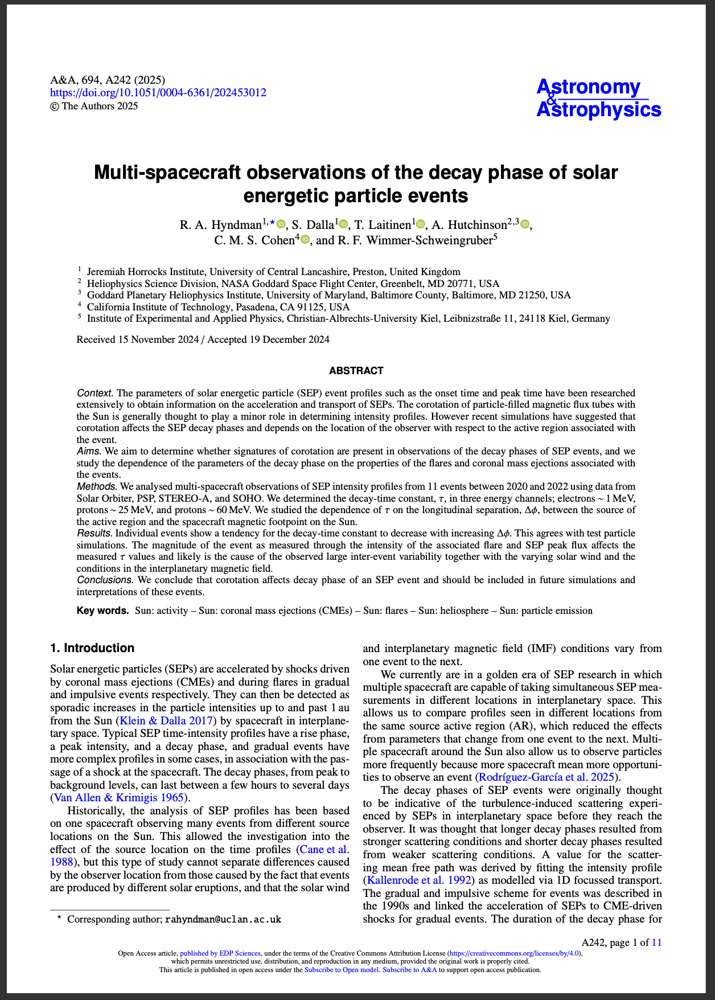 A&A, 694, A242 (2025)
https://doi.org/10.1051/0004-6361/202453012
© The Authors 2025
Astronomy
&
Astrophysics
Multi-spacecraft observations of the decay phase of solar
energetic particle events
R. A. Hyndman1,★ iD, S. Dalla1 iD, T. Laitinen1 iD, A. Hutchinson2,3 iD,
C. M. S. Cohen4 iD, and R. F. Wimmer-Schweingruber5
1 Jeremiah Horrocks Institute, University of Central Lancashire, Preston, United Kingdom
2 Heliophysics Science Division, NASA Goddard Space Flight Center, Greenbelt, MD 20771, USA
3 Goddard Planetary Heliophysics Institute, University of Maryland, Baltimore County, Baltimore, MD 21250, USA
4 California Institute of Technology, Pasadena, CA 91125, USA
5 Institute of Experimental and Applied Physics, Christian-Albrechts-University Kiel, Leibnizstraße 11, 24118 Kiel, Germany
Received 15 November 2024 / Accepted 19 December 2024
ABSTRACT
Context. The parameters of solar energetic particle (SEP) event profiles such as the onset time and peak time have been researched
extensively to obtain information on the acceleration and transport of SEPs. The corotation of particle-filled magnetic flux tubes with
the Sun is generally thought to play a minor role in determining intensity profiles. However recent simulations have suggested that
corotation affects the SEP decay phases and depends on the location of the observer with respect to the active region associated with
the event.
Aims. We aim to determine whether signatures of corotation are present in observations of the decay phases of SEP events, and we
study the dependence of the parameters of the decay phase on the properties of the flares and coronal mass ejections associated with
the events.
Methods. We analysed multi-spacecraft observations of SEP intensity profiles from 11 events between 2020 and 2022 using data from
Solar Orbiter, PSP, STEREO-A, and SOHO. We determined the decay-time constant, τ, in three energy channels; electrons ~ 1 MeV,
protons ~ 25 MeV, and protons ~ 60 MeV. We studied the dependence of τ on the longitudinal separation, Δϕ, between the source of
the active region and the spacecraft magnetic footpoint on the Sun.
Results. Individual events show a tendency for the decay-time constant to decrease with increasing Δϕ. This agrees with test particle
simulations. The magnitude of the event as measured through the intensity of the associated flare and SEP peak flux affects the
measured τ values and likely is the cause of the observed large inter-event variability together with the varying solar wind and the
conditions in the interplanetary magnetic field.
Conclusions. We conclude that corotation affects decay phase of an SEP event and should be included in future simulations and
interpretations of these events.
Key words. Sun: activity – Sun: coronal mass ejections (CMEs) – Sun: flares – Sun: heliosphere – Sun: particle emission
1. Introduction
Solar energetic particles (SEPs) are accelerated by shocks driven
by coronal mass ejections (CMEs) and during flares in gradual
and impulsive events respectively. They can then be detected as
sporadic increases in the particle intensities up to and past 1 au
from the Sun (Klein & Dalla 2017) by spacecraft in interplane-
tary space. Typical SEP time-intensity profiles have a rise phase,
a peak intensity, and a decay phase, and gradual events have
more complex profiles in some cases, in association with the pas-
sage of a shock at the spacecraft. The decay phases, from peak to
background levels, can last between a few hours to several days
(Van Allen & Krimigis 1965).
Historically, the analysis of SEP profiles has been based
on one spacecraft observing many events from different source
locations on the Sun. This allowed the investigation into the
effect of the source location on the time profiles (Cane et al.
1988), but this type of study cannot separate differences caused
by the observer location from those caused by the fact that events
are produced by different solar eruptions, and that the solar wind
★ Corresponding author; rahyndman@uclan.ac.uk
and interplanetary magnetic field (IMF) conditions vary from
one event to the next.
We currently are in a golden era of SEP research in which
multiple spacecraft are capable of taking simultaneous SEP mea-
surements in different locations in interplanetary space. This
allows us to compare profiles seen in different locations from
the same source active region (AR), which reduced the effects
from parameters that change from one event to the next. Multi-
ple spacecraft around the Sun also allow us to observe particles
more frequently because more spacecraft mean more opportuni-
ties to observe an event (Rodríguez-García et al. 2025).
The decay phases of SEP events were originally thought
to be indicative of the turbulence-induced scattering experi-
enced by SEPs in interplanetary space before they reach the
observer. It was thought that longer decay phases resulted from
stronger scattering conditions and shorter decay phases resulted
from weaker scattering conditions. A value for the scatter-
ing mean free path was derived by fitting the intensity profile
(Kallenrode et al. 1992) as modelled via 1D focussed transport.
The gradual and impulsive scheme for events was described in
the 1990s and linked the acceleration of SEPs to CME-driven
shocks for gradual events. The duration of the decay phase for
A242, page 1 of 11
Open Access article, published by EDP Sciences, under the terms of the Creative Commons Attribution License (https://creativecommons.org/licenses/by/4.0),
which permits unrestricted use, distribution, and reproduction in any medium, provided the original work is properly cited.
This article is published in open access under the Subscribe to Open model. Subscribe to A&A to support open access publication.